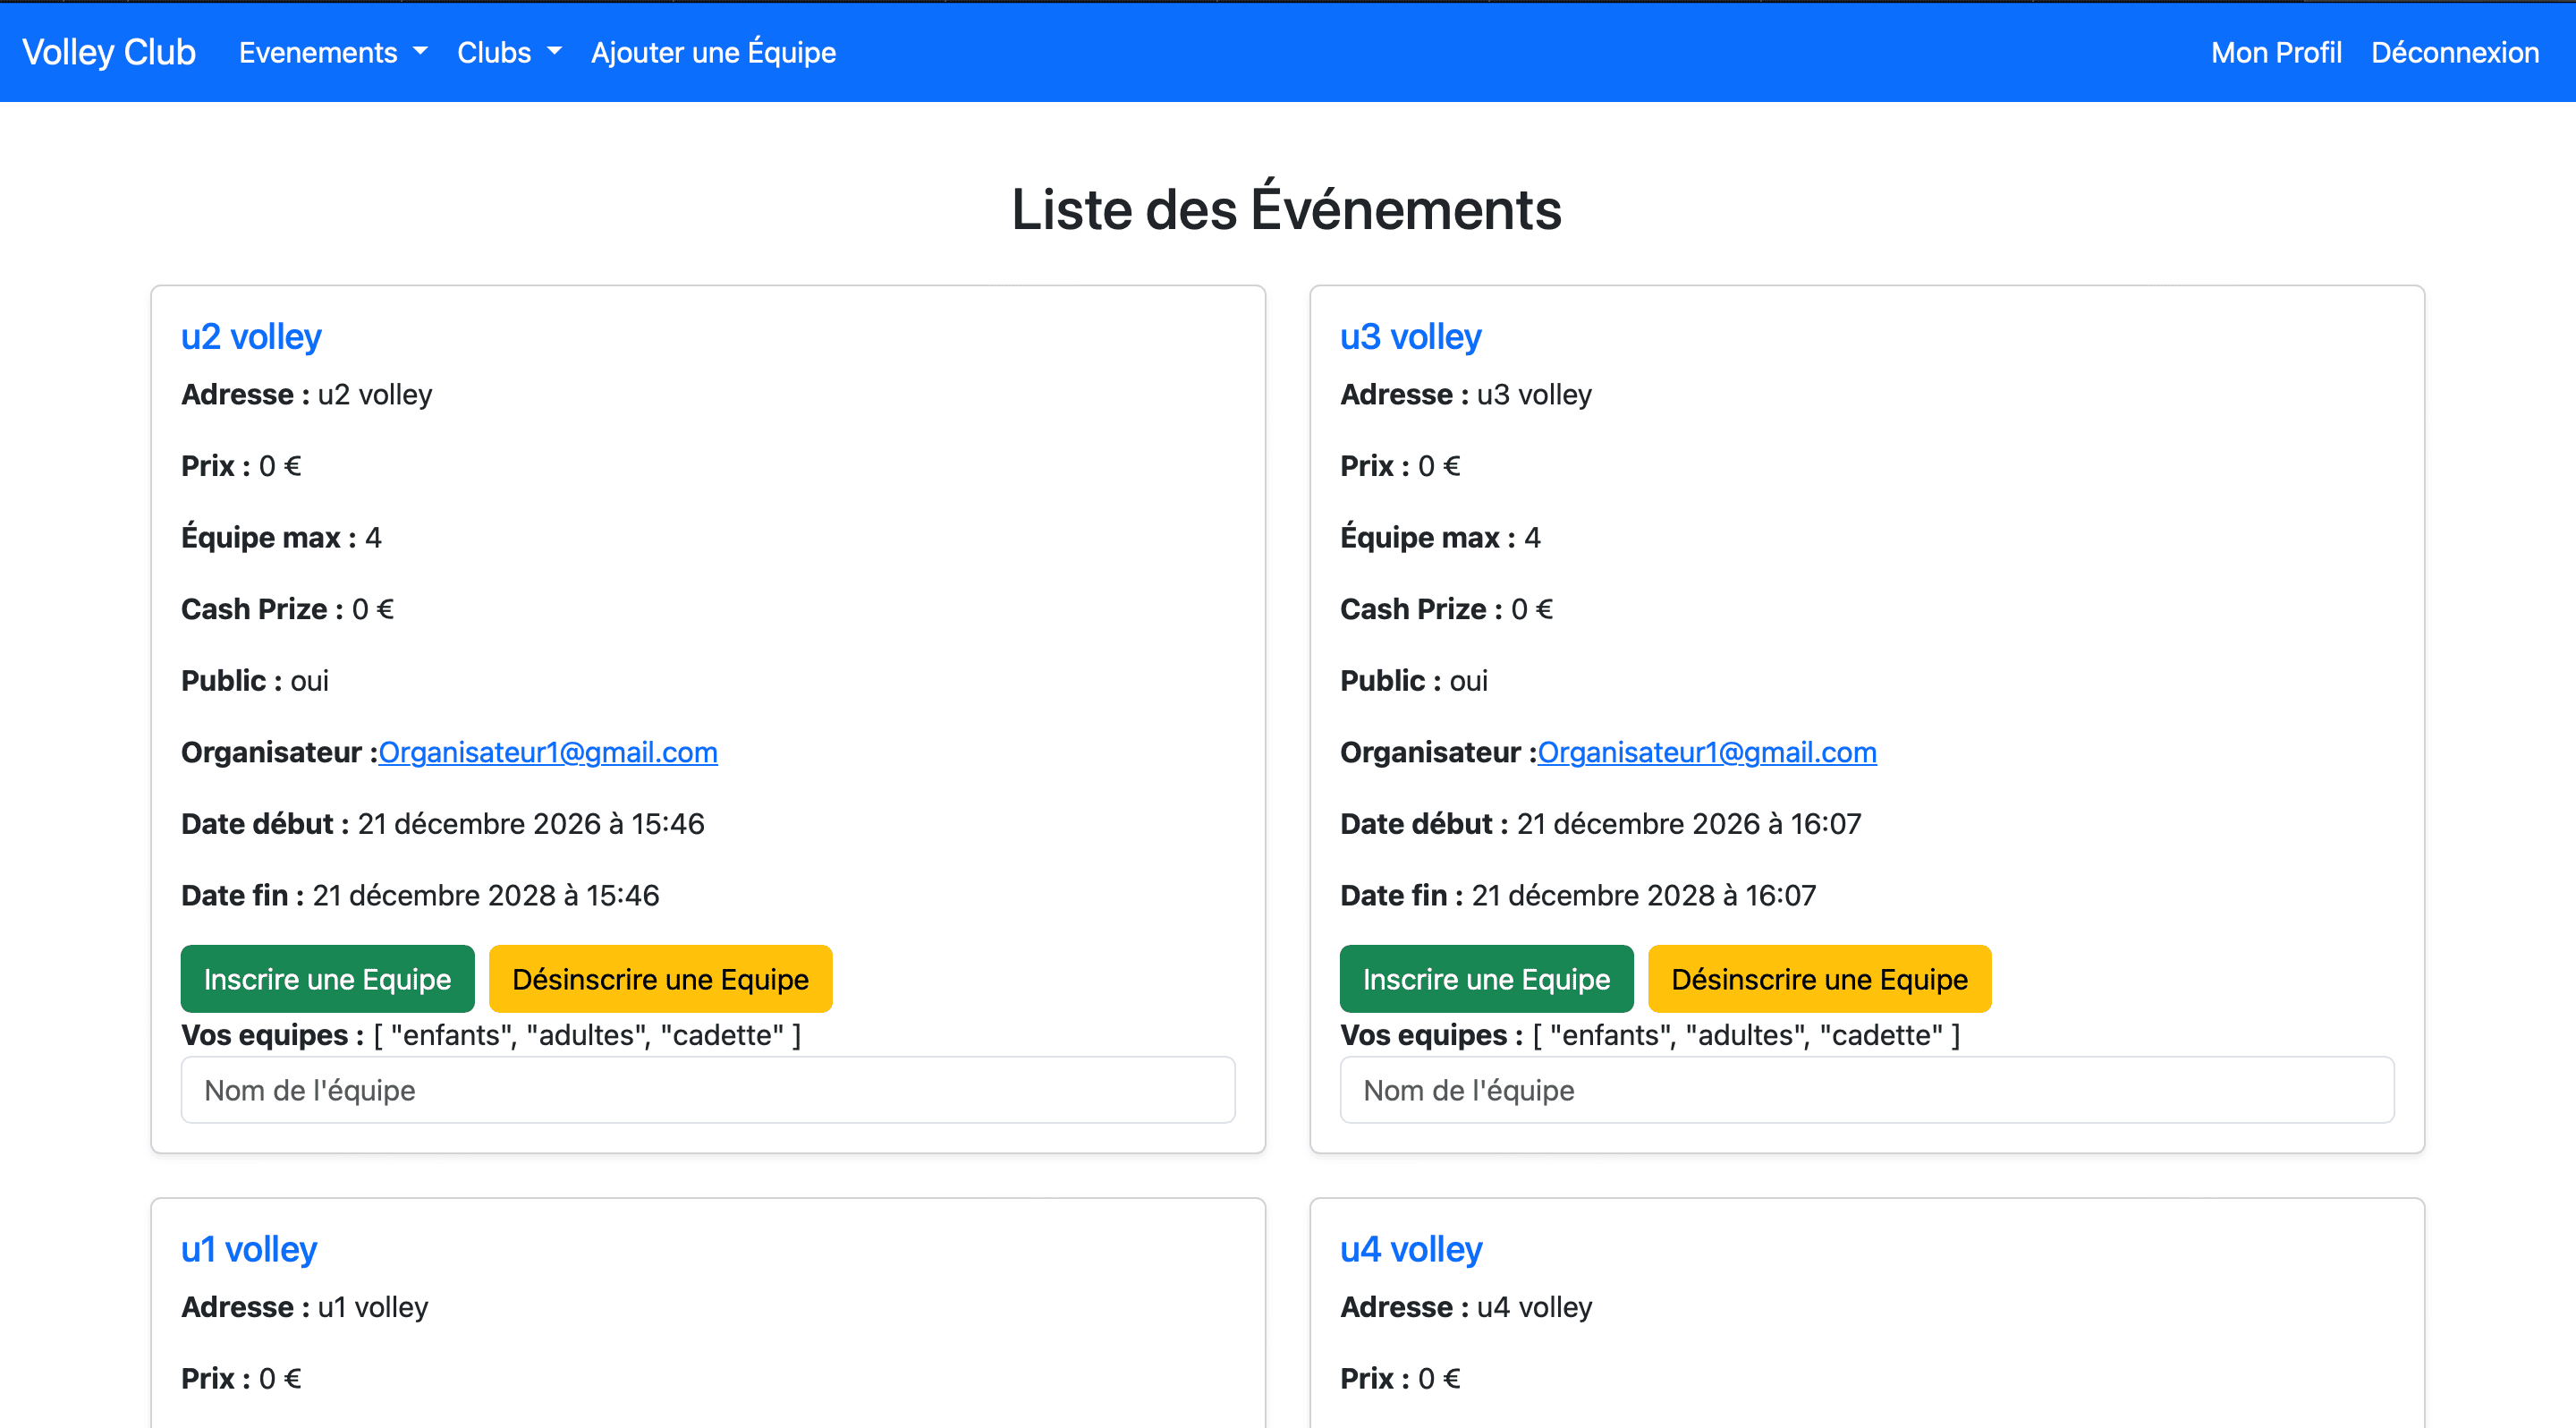 Volley Club Evenements Clubs Ajouter une Équipe Mon Profil Déconnexion
Liste des Événements
u2 volley
Adresse : u2 volley
Prix : 0 €
Équipe max : 4
Cash Prize : 0 €
Public : oui
Organisateur :Organisateur1@gmail.com
Date début : 21 décembre 2026 à 15:46
Date fin : 21 décembre 2028 à 15:46
Inscrire une Equipe Désinscrire une Equipe
Vos equipes : [ "enfants", "adultes", "cadette" ]
Nom de l'équipe
u3 volley
Adresse : u3 volley
Prix : 0 €
Équipe max : 4
Cash Prize : 0 €
Public : oui
Organisateur :Organisateur1@gmail.com
Date début : 21 décembre 2026 à 16:07
Date fin : 21 décembre 2028 à 16:07
Inscrire une Equipe Désinscrire une Equipe
Vos equipes : [ "enfants", "adultes", "cadette" ]
Nom de l'équipe
u1 volley
Adresse : u1 volley
Prix : 0 €
u4 volley
Adresse : u4 volley
Prix : 0 €